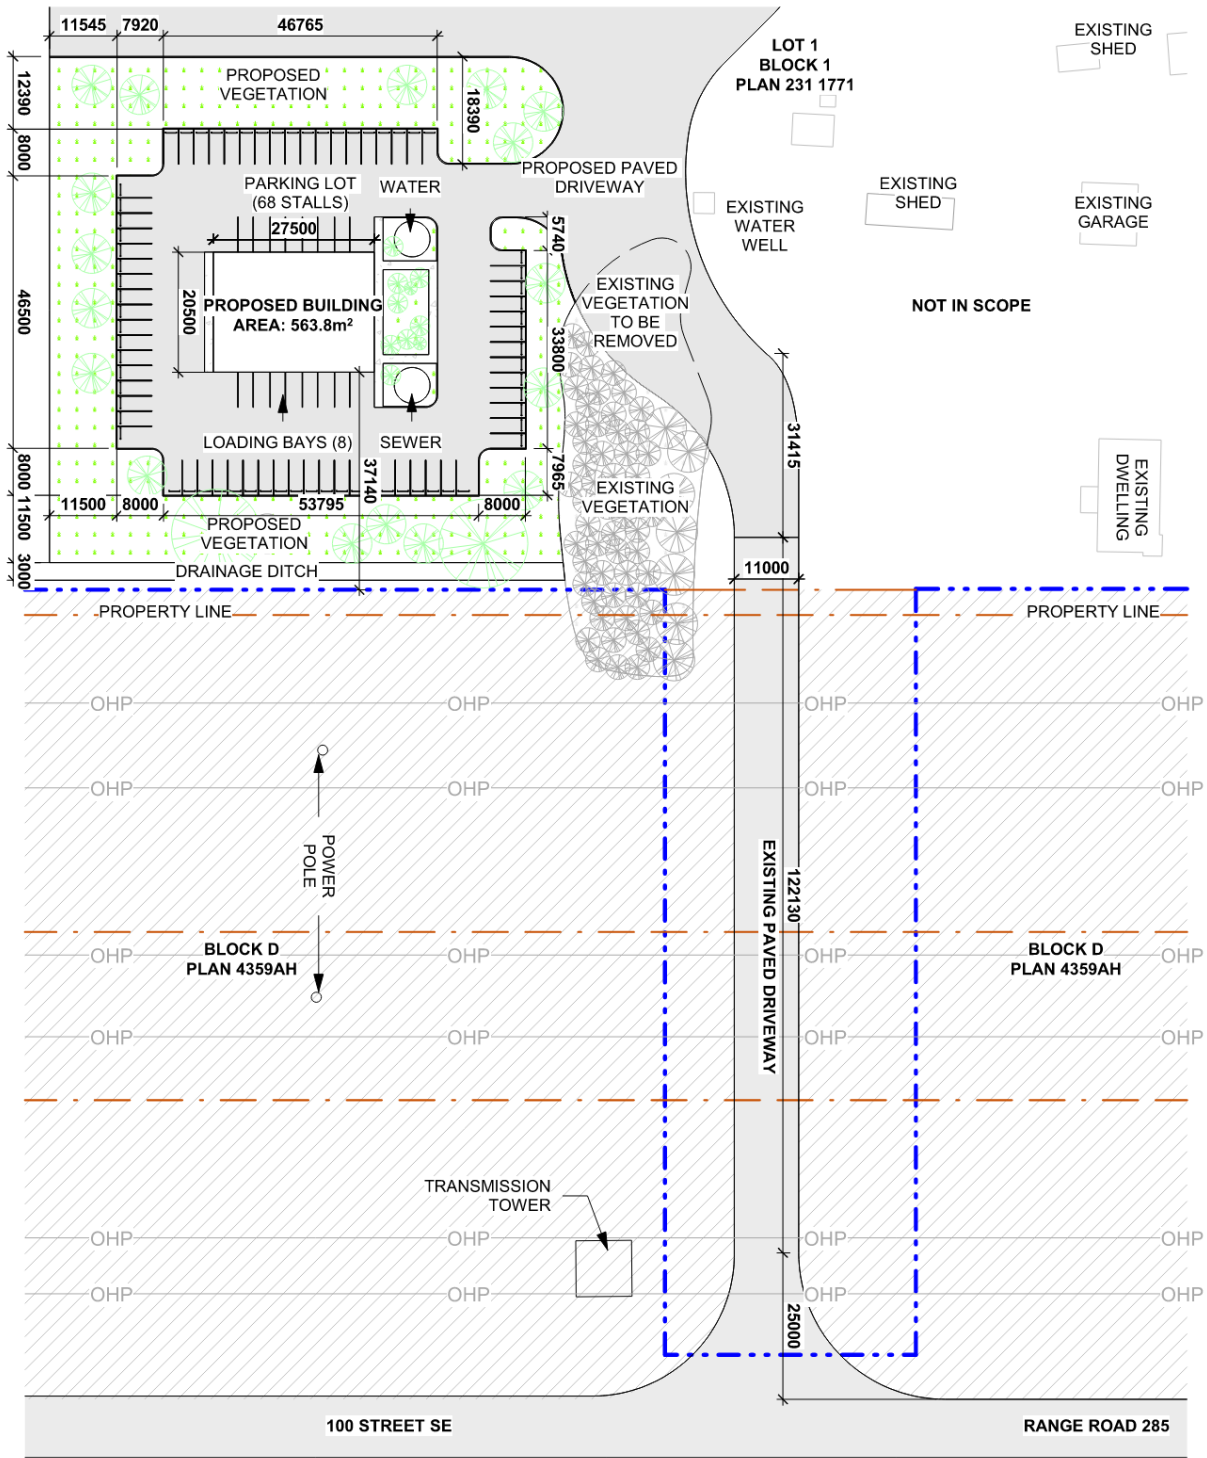 11545 7920 46765
LOT 1
BLOCK 1
PLAN 231 1771
EXISTING
SHED
12390
PROPOSED
VEGETATION
18390
8000
PROPOSED PAVED
DRIVEWAY
PARKING LOT
(68 STALLS)
WATER
EXISTING
SHED
EXISTING
GARAGE
EXISTING
WATER
WELL
27500
5740
46500
20500
PROPOSED BUILDING
AREA: 563.8m²
EXISTING
VEGETATION
TO BE
REMOVED
NOT IN SCOPE
33800
31415
LOADING BAYS (8)
SEWER
8000
37140
7965
EXISTING
VEGETATION
EXISTING
DWELLING
11500 8000 53795 8000
11500
PROPOSED
VEGETATION
3000
DRAINAGE DITCH
11000
PROPERTY LINE
PROPERTY LINE
OHP OHP OHP OHP
OHP OHP OHP OHP
POWER
POLE
EXISTING PAVED DRIVEWAY
122130
BLOCK D
PLAN 4359AH
BLOCK D
PLAN 4359AH
OHP OHP OHP OHP
OHP OHP OHP OHP
TRANSMISSION
TOWER
OHP OHP OHP OHP
OHP OHP OHP OHP
25000
100 STREET SE
RANGE ROAD 285